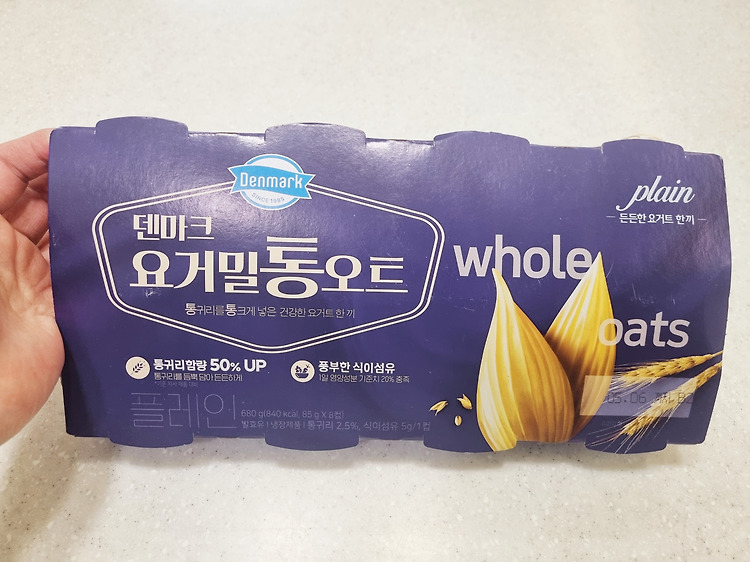 Denmark
SINCE 1985
덴마크
요거밀통오트
통귀리를 통크게 넣은 건강한 요거트 한 끼
plain
든든한 요거트 한 끼
whole
oats
통귀리함량 50% UP
통귀리를 듬뿍 담아 든든하게
풍부한 식이섬유
1일 영양성분 기준치 20% 충족
플레인
680 g(840 kcal, 85 g X 8컵)
발효유 | 냉장제품 | 통귀리 2.5%, 식이섬유 5g/1컵
05.06